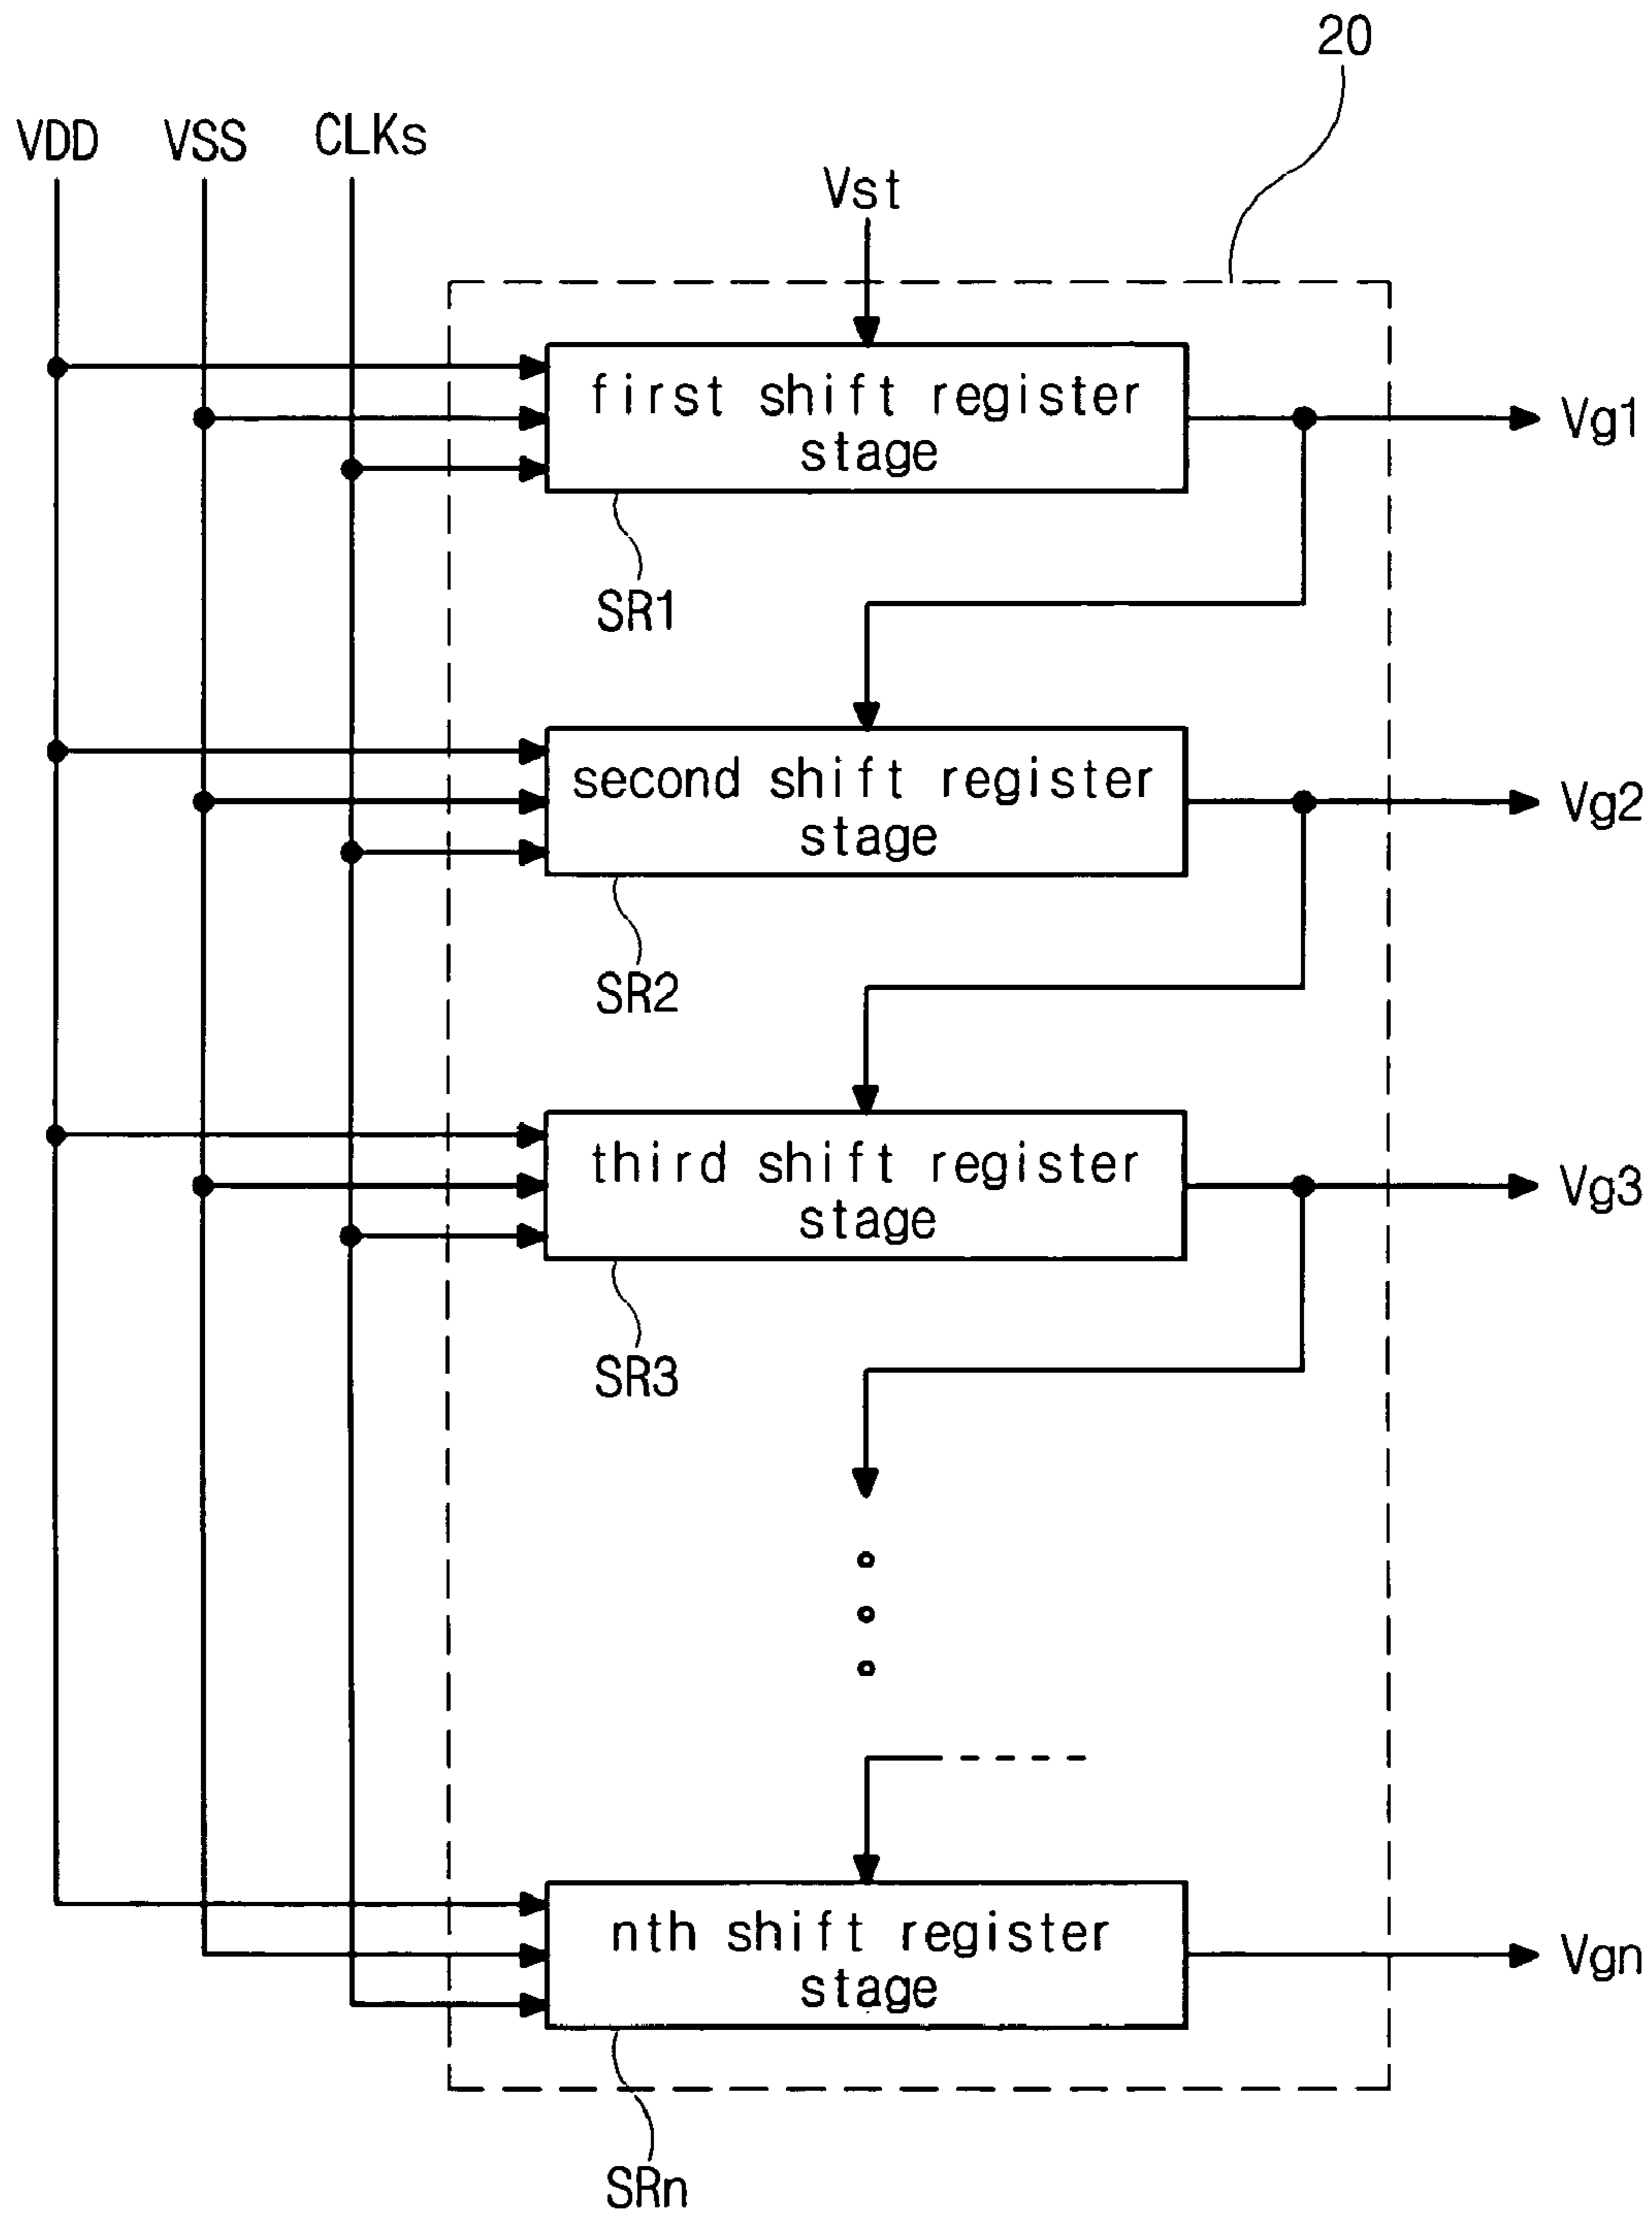 20
VDD
VSS
CLKs
Vst
first shift register
stage
Vg1
SR1
second shift register
stage
Vg2
SR2
third shift register
stage
Vg3
SR3
nth shift register
stage
Vgn
SRn